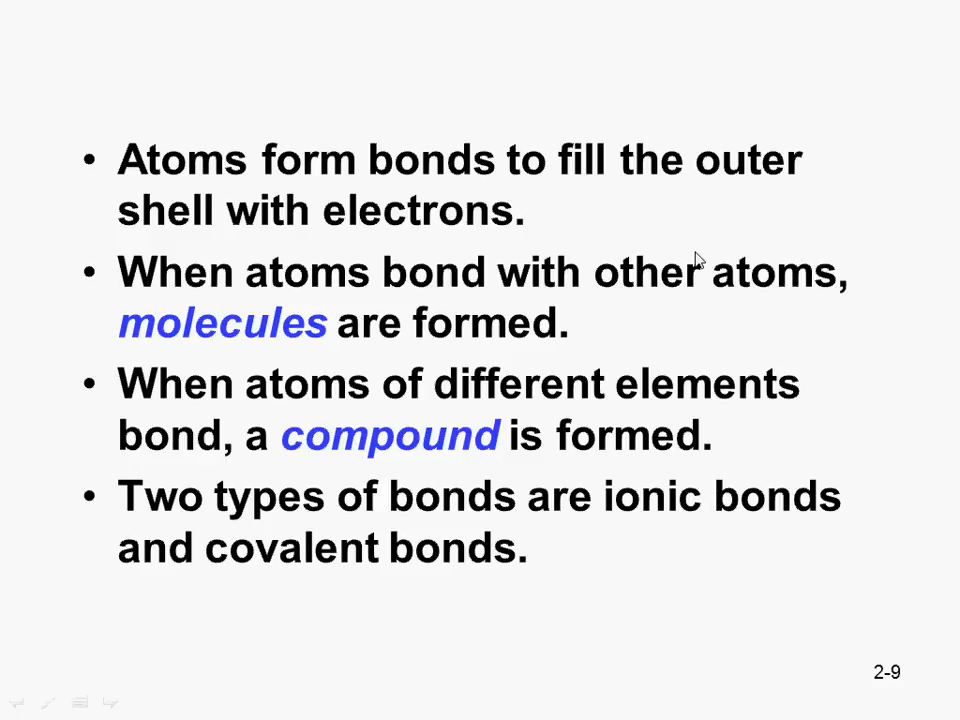 • Atoms form bonds to fill the outer
shell with electrons.
• When atoms bond with other atoms,
molecules are formed.
• When atoms of different elements
bond, a compound is formed.
• Two types of bonds are ionic bonds
and covalent bonds.
2-9